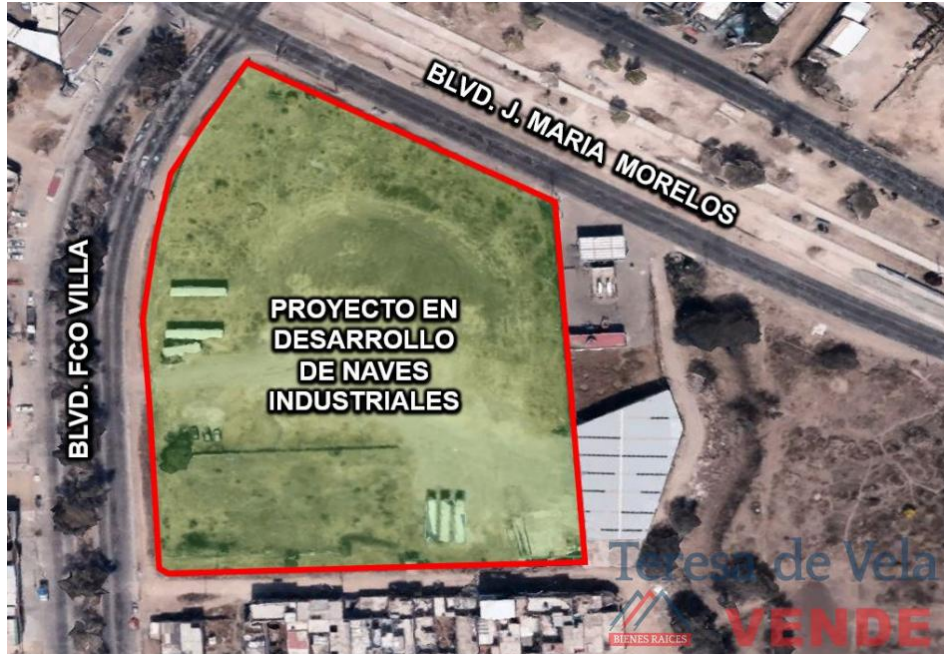 BLVD. J. MARIA MORELOS
BLVD. FCO VILLA
PROYECTO EN
DESARROLLO
DE NAVES
INDUSTRIALES
Teresa de Vela
BIENES RAICES
VENDE